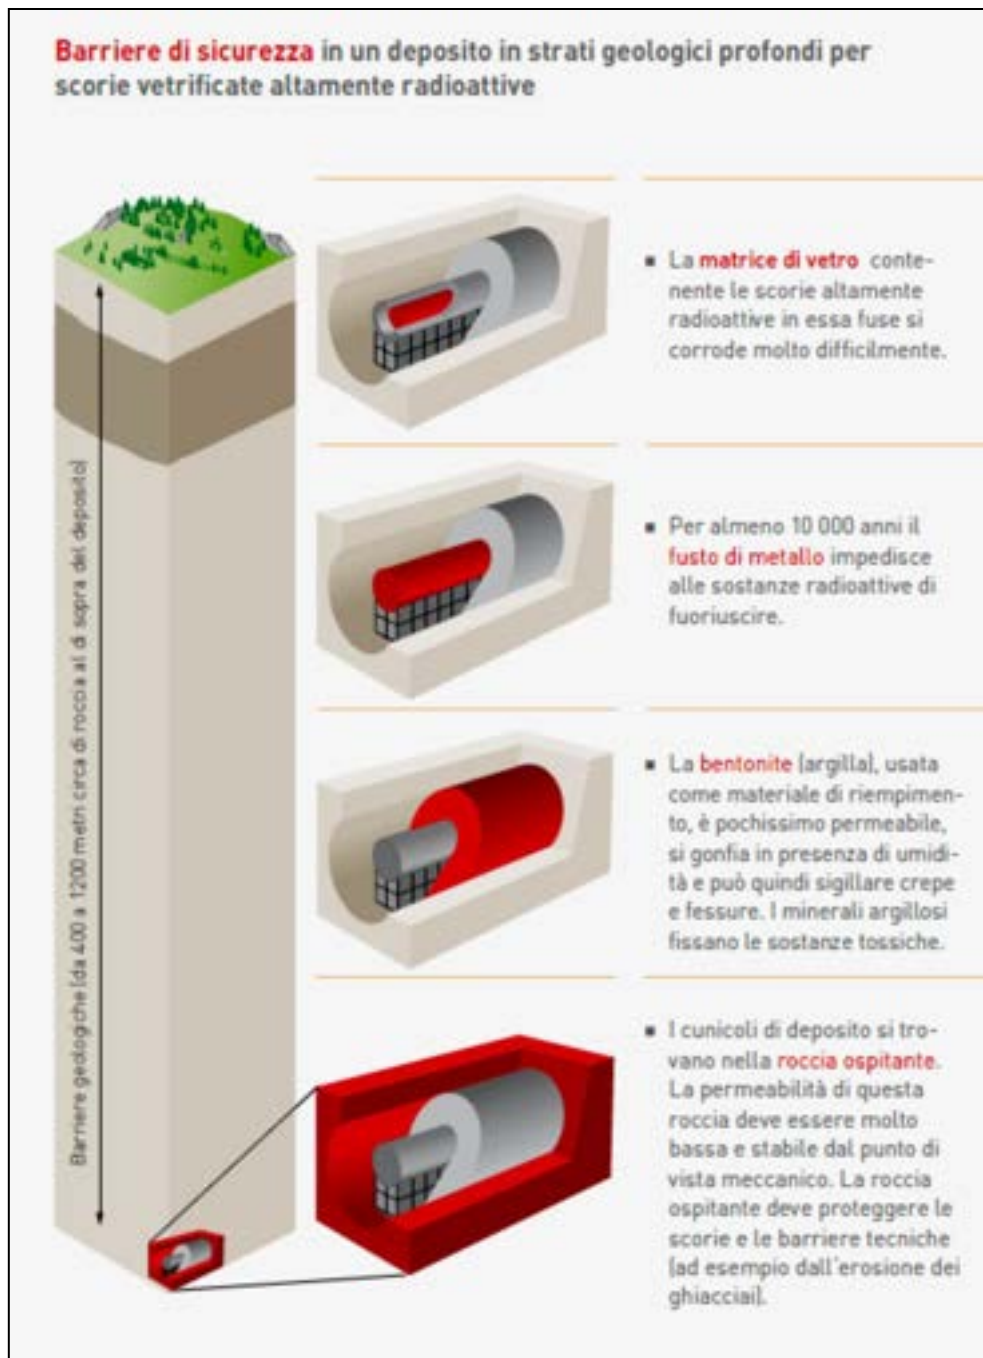 Barriere di sicurezza in un deposito in strati geologici profondi per
scorie vetrificate altamente radioattive
Barriere geologiche (da 400 a 1200 metri circa di roccia al di sopra del deposito)
▪ La matrice di vetro conte-
nente le scorie altamente
radioattive in essa fuse si
corrode molto difficilmente.
▪ Per almeno 10 000 anni il
fusto di metallo impedisce
alle sostanze radioattive di
fuoriuscire.
▪ La bentonite (argilla), usata
come materiale di riempimen-
to, è pochissimo permeabile,
si gonfia in presenza di umidi-
tà e può quindi sigillare crepe
e fessure. I minerali argillosi
fissano le sostanze tossiche.
▪ I cunicoli di deposito si tro-
vano nella roccia ospitante.
La permeabilità di questa
roccia deve essere molto
bassa e stabile dal punto di
vista meccanico. La roccia
ospitante deve proteggere le
scorie e le barriere tecniche
(ad esempio dall'erosione dei
ghiacciai).